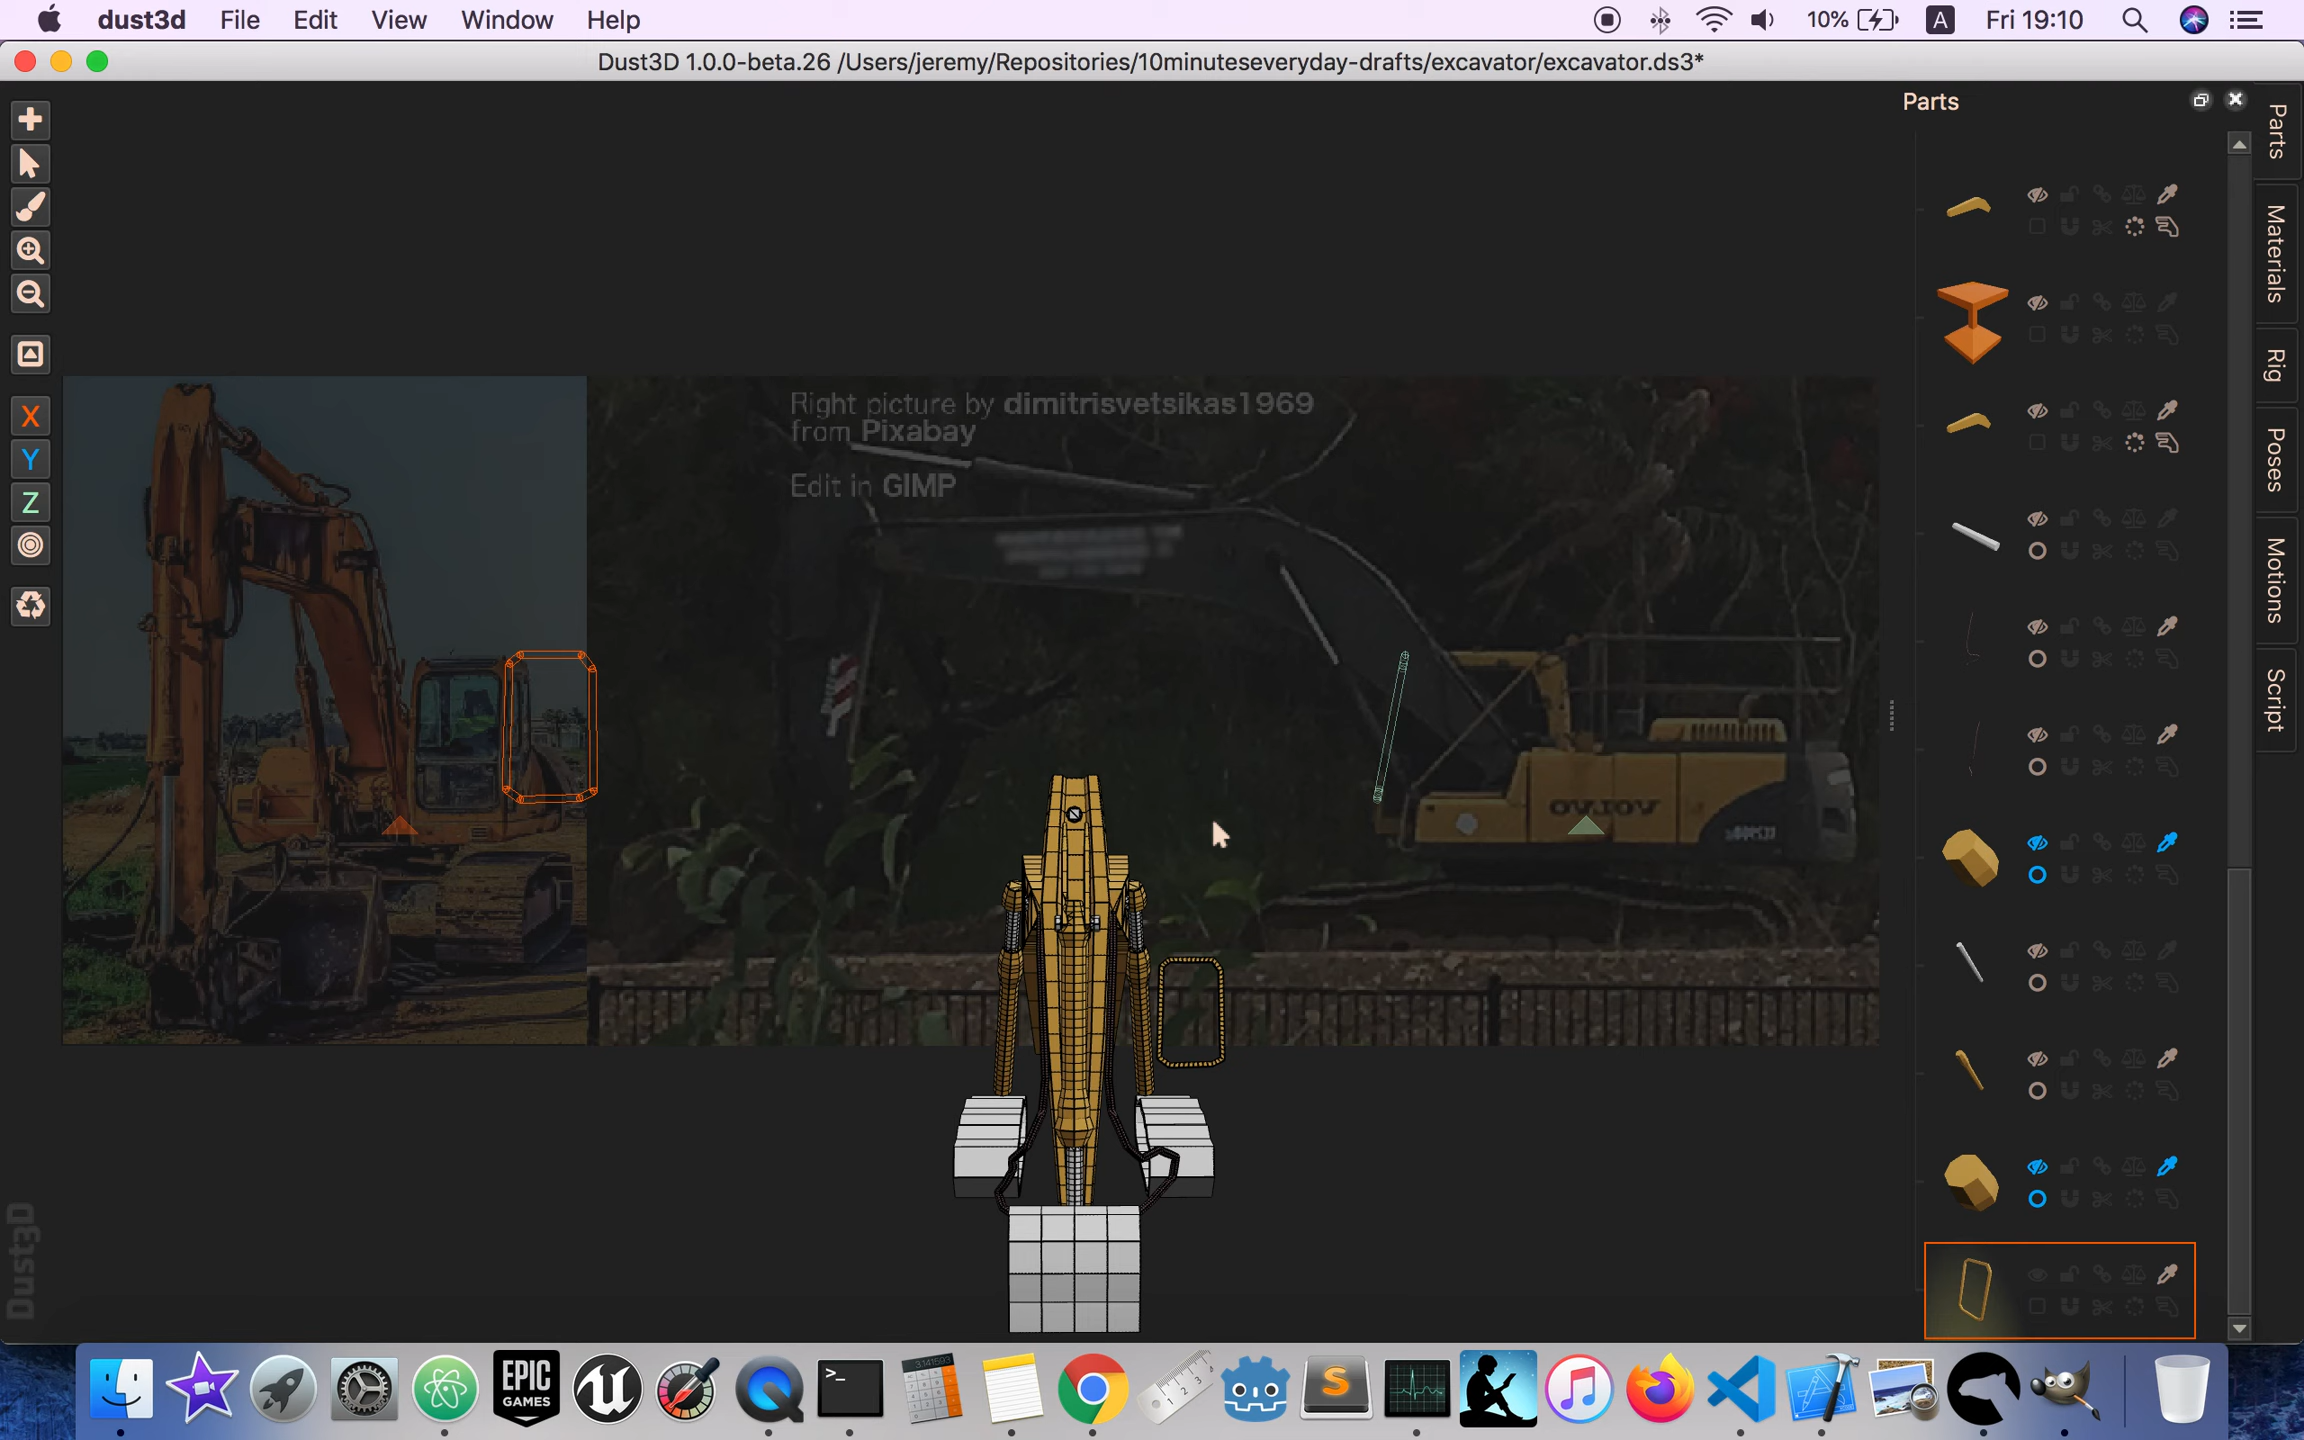 dust3d File Edit View Window Help 10% A Fri 19:10
Dust3D 1.0.0-beta.26 /Users/jeremy/Repositories/10minuteseveryday-drafts/excavator/excavator.ds3*
Parts
Parts
Materials
Rig
Poses
Motions
Script
X
Y
Z
Right picture by dimitrisvetsikas1969
from Pixabay
Edit in GIMP
Dust3D
EPIC
GAMES
3.141593
>_